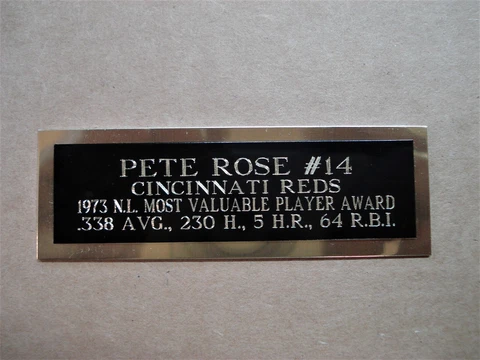 PETE ROSE #14
CINCINNATI REDS
1973 N.L. MOST VALUABLE PLAYER AWARD
.338 AVG., 230 H., 5 H.R., 64 R.B.I.